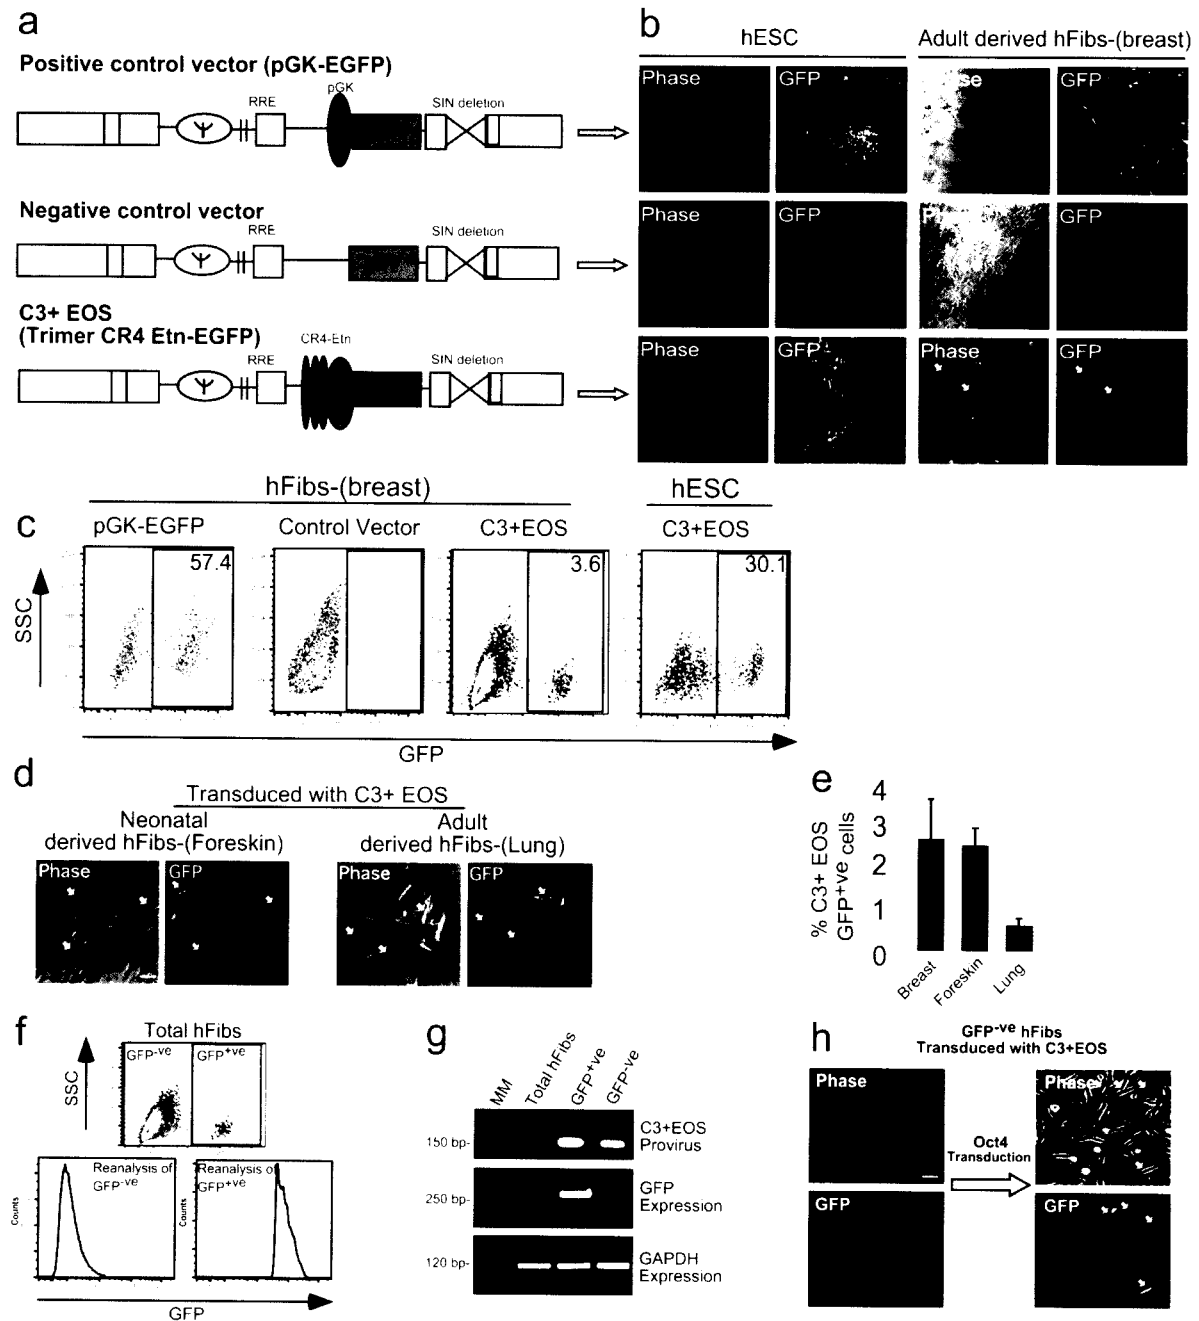 a
Positive control vector (pGK-EGFP)
RRE
pGK
SIN deletion
Negative control vector
RRE
SIN deletion
C3+ EOS
(Trimer CR4 Etn-EGFP)
CR4-Etn
RRE
SIN deletion
b
hESC
Adult derived hFibs-(breast)
Phase
GFP
GFP
Phase
GFP
GFP
Phase
GFP
Phase
GFP
c
hFibs-(breast)
hESC
pGK-EGFP
Control Vector
C3+EOS
C3+EOS
57.4
3.6
30.1
SSC
GFP
d
Transduced with C3+ EOS
Neonatal
derived hFibs-(Foreskin)
Adult
derived hFibs-(Lung)
Phase
GFP
Phase
GFP
e
% C3+ EOS
GFP+ve cells
4
3
2
1
0
Breast
Foreskin
Lung
f
Total hFibs
SSC
GFP-ve
GFP+ve
Reanalysis of
GFP-ve
Reanalysis of
GFP+ve
Counts
Counts
GFP
g
MM
Total hFibs
GFP+ve
GFP-ve
150 bp-
C3+EOS
Provirus
250 bp-
GFP
Expression
120 bp-
GAPDH
Expression
h
GFP-ve hFibs
Transduced with C3+EOS
Phase
Phase
Oct4
Transduction
GFP
GFP